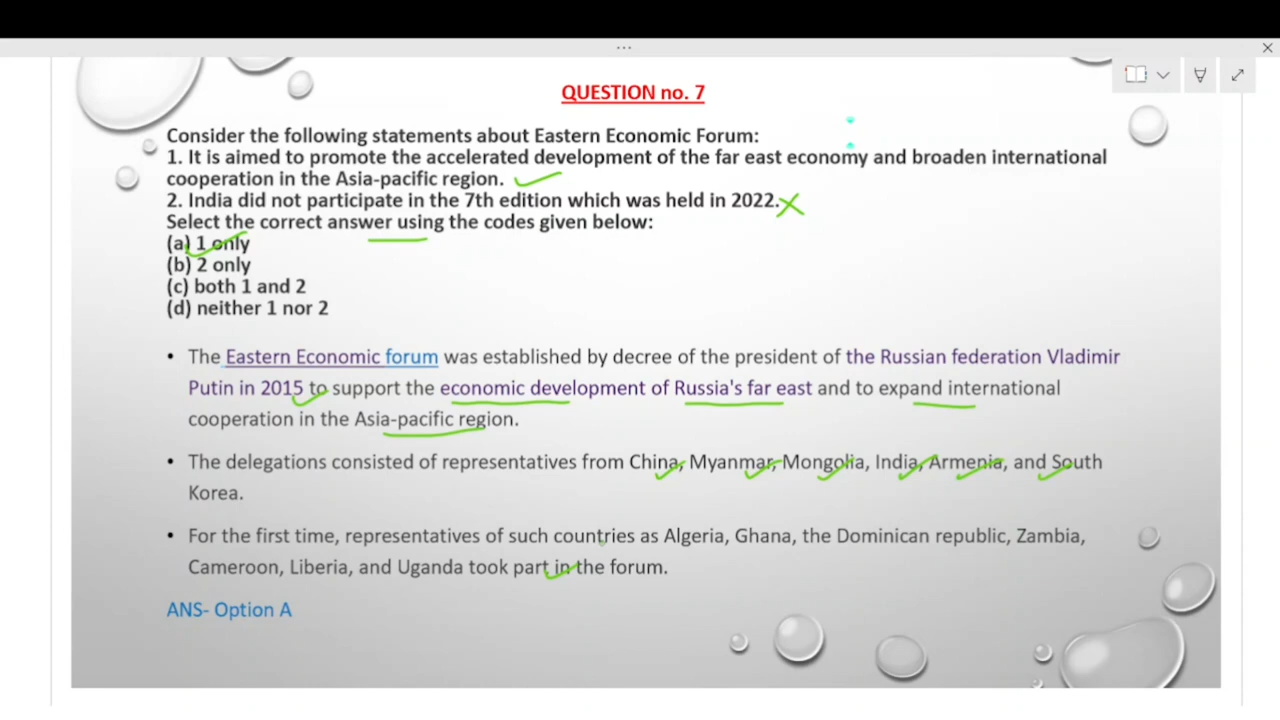 QUESTION no. 7
Consider the following statements about Eastern Economic Forum:
1. It is aimed to promote the accelerated development of the far east economy and broaden international
cooperation in the Asia-pacific region.
2. India did not participate in the 7th edition which was held in 2022.
Select the correct answer using the codes given below:
(a) 1 only
(b) 2 only
(c) both 1 and 2
(d) neither 1 nor 2
• The Eastern Economic forum was established by decree of the president of the Russian federation Vladimir
Putin in 2015 to support the economic development of Russia's far east and to expand international
cooperation in the Asia-pacific region.
• The delegations consisted of representatives from China, Myanmar, Mongolia, India, Armenia, and South
Korea.
• For the first time, representatives of such countries as Algeria, Ghana, the Dominican republic, Zambia,
Cameroon, Liberia, and Uganda took part in the forum.
ANS- Option A